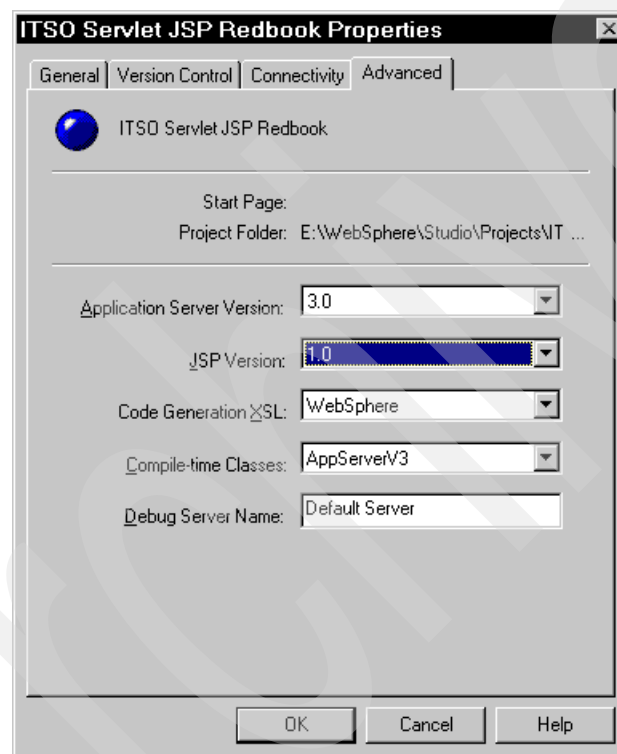 ITSO Servlet JSP Redbook Properties
General Version Control Connectivity Advanced
ITSO Servlet JSP Redbook
Start Page:
Project Folder: E:\WebSphere\Studio\Projects\IT ...
Application Server Version: 3.0
JSP Version: 1.0
Code Generation XSL: WebSphere
Compile-time Classes: AppServerV3
Debug Server Name: Default Server
OK Cancel Help